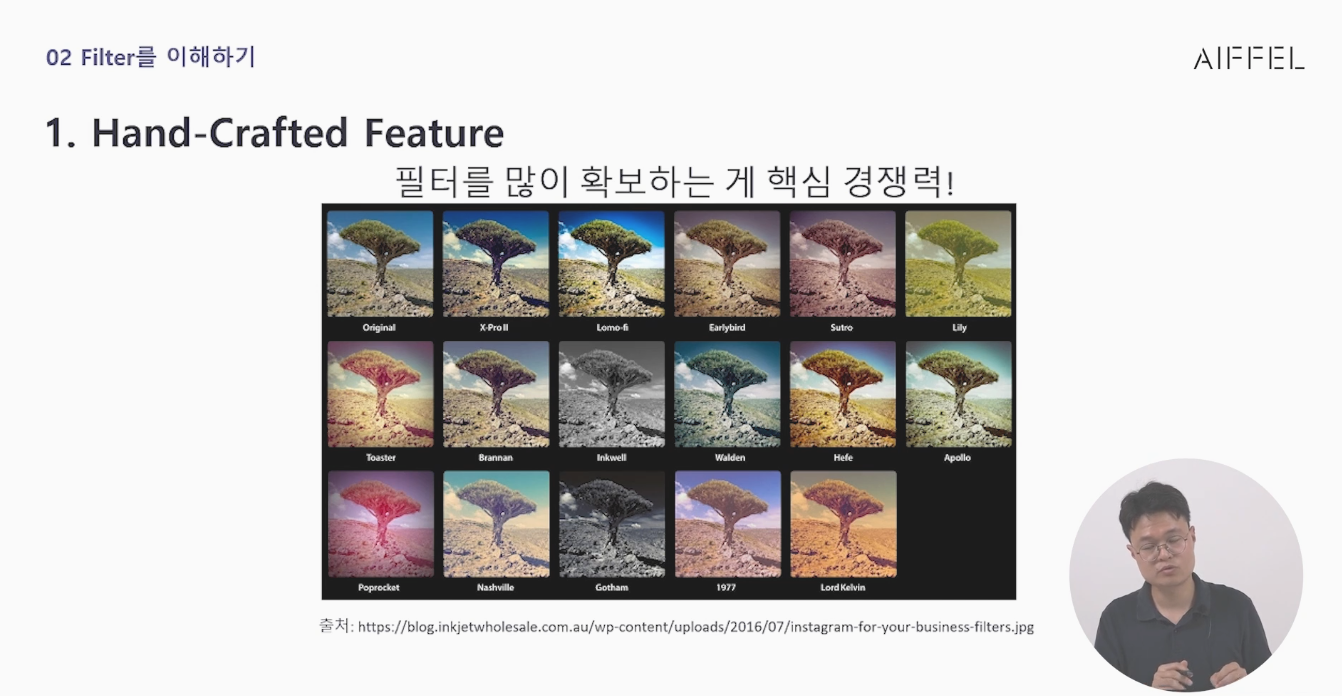 02 Filter를 이해하기
AIFFEL
1. Hand-Crafted Feature
필터를 많이 확보하는 게 핵심 경쟁력!
Original X-Pro II Lomo-fi Earlybird Sutro Lily
Toaster Brannan Inkwell Walden Hefe Apollo
Poprocket Nashville Gotham 1977 Lord Kelvin
출처: https://blog.inkjetwholesale.com.au/wp-content/uploads/2016/07/instagram-for-your-business-filters.jpg